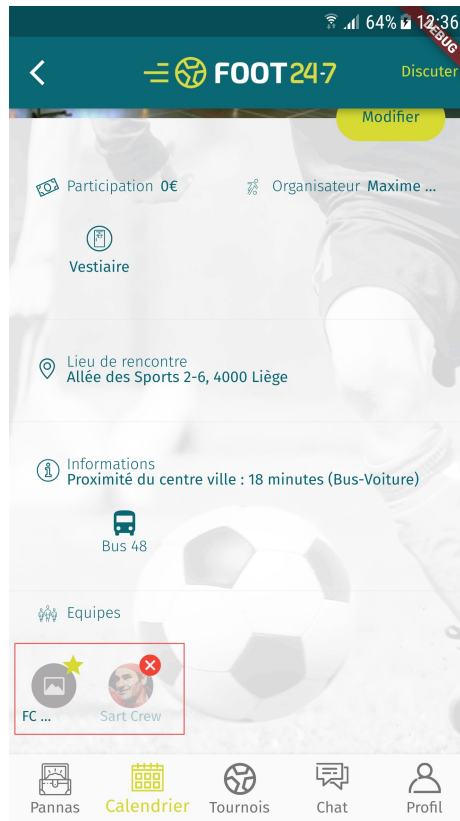 64% 12:36
DEBUG
FOOT24-7
Discuter
Modifier
Participation 0€
Organisateur Maxime ...
Vestiaire
Lieu de rencontre
Allée des Sports 2-6, 4000 Liège
Informations
Proximité du centre ville : 18 minutes (Bus-Voiture)
Bus 48
Equipes
FC ...
Sart Crew
Pannas
Calendrier
Tournois
Chat
Profil